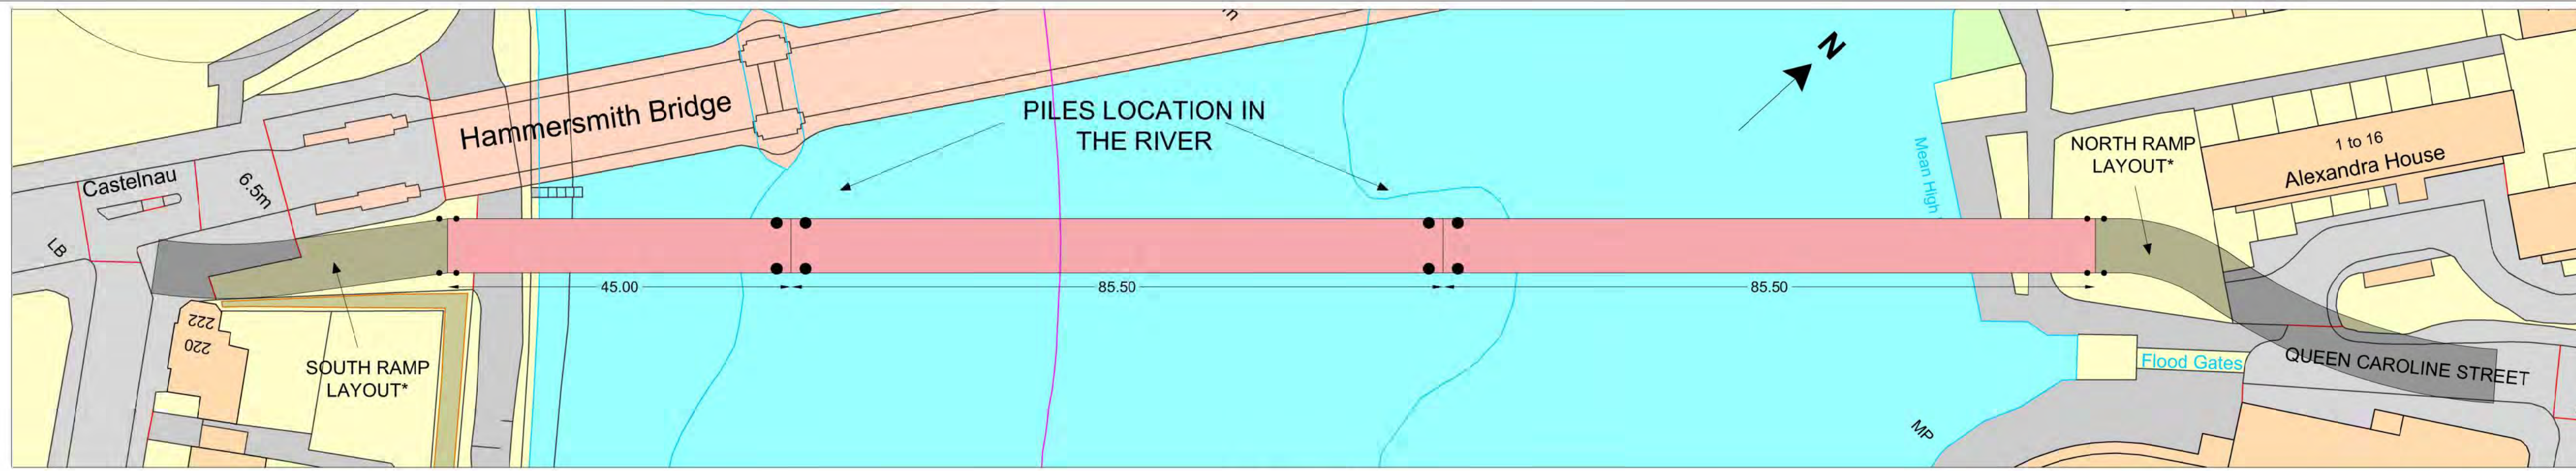 N
Hammersmith Bridge
PILES LOCATION IN
THE RIVER
Castelnau
6.5m
LB
222
220
SOUTH RAMP
LAYOUT*
45.00
85.50
85.50
Mean High
NORTH RAMP
LAYOUT*
1 to 16
Alexandra House
Flood Gates
QUEEN CAROLINE STREET
MP